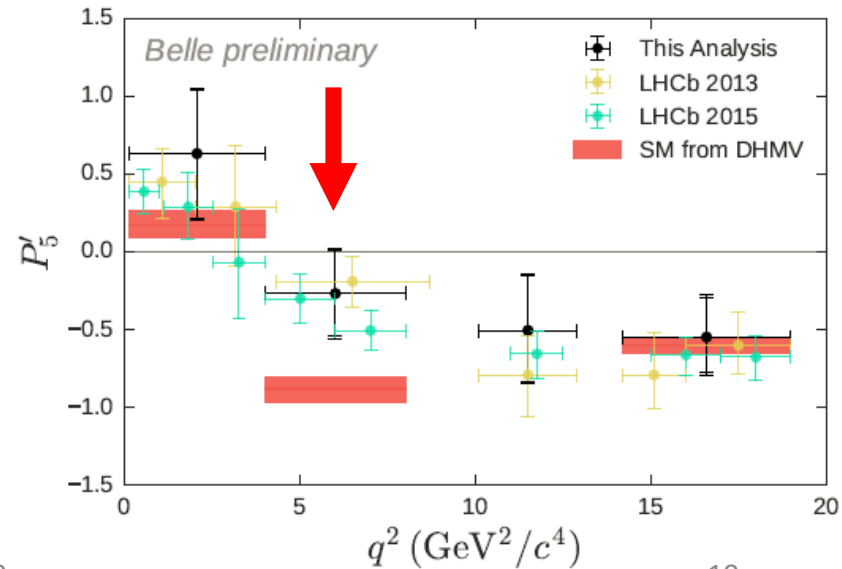 Belle preliminary
This Analysis
LHCb 2013
LHCb 2015
SM from DHMV
1.5
1.0
0.5
0.0
−0.5
−1.0
−1.5
P′5
0 5 10 15 20
q² (GeV²/c⁴)